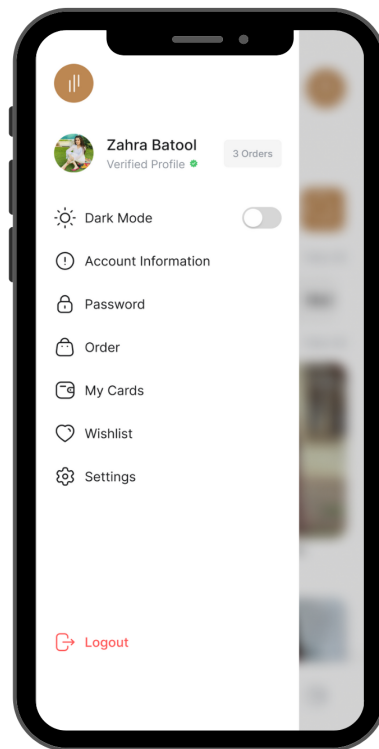 Zahra Batool
Verified Profile
3 Orders
Dark Mode
Account Information
Password
Order
My Cards
Wishlist
Settings
Logout